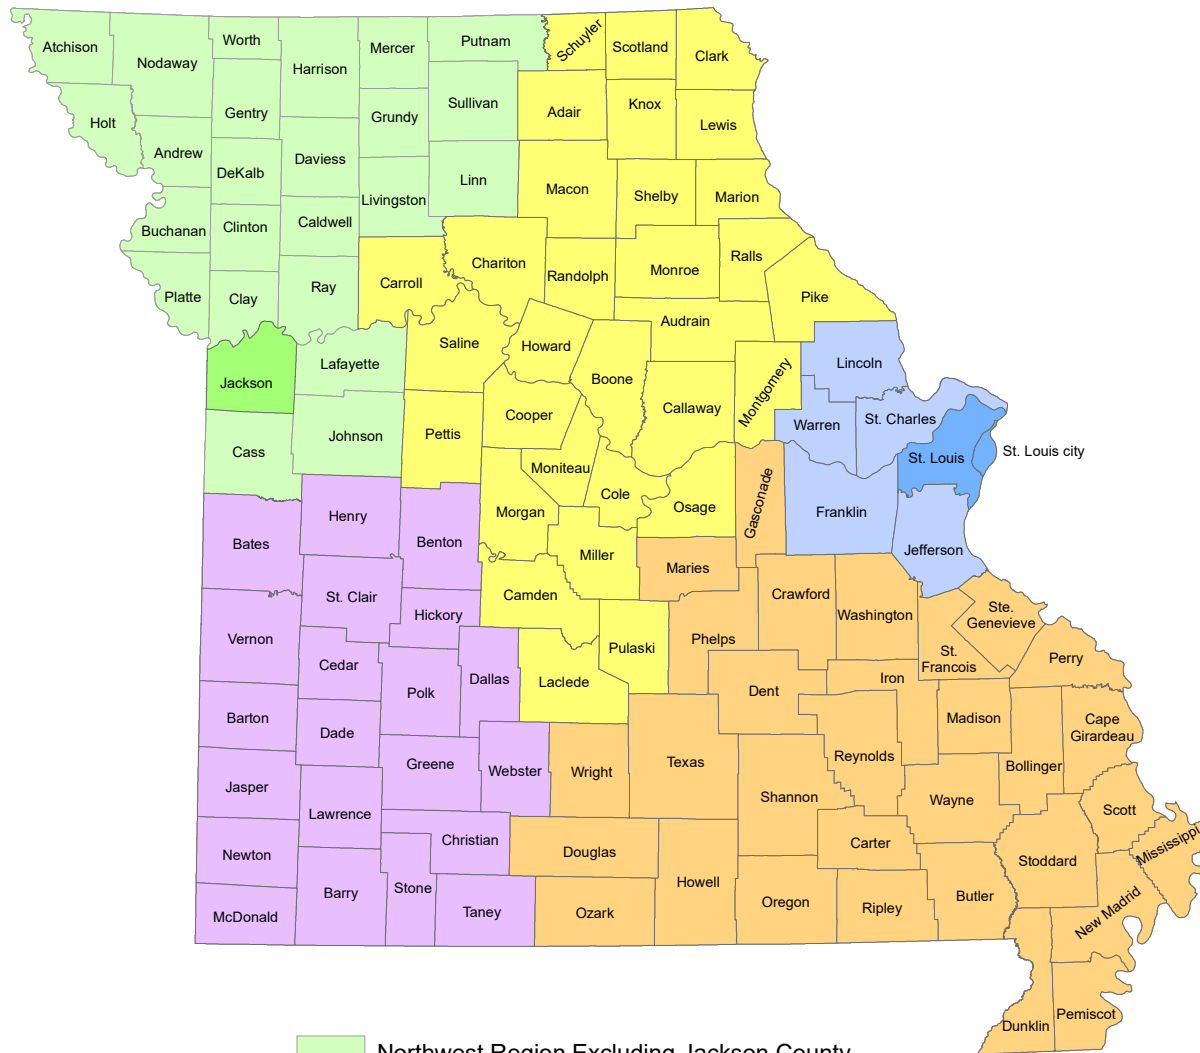 Atchison
Nodaway
Worth
Harrison
Mercer
Putnam
Schuyler
Scotland
Clark
Holt
Gentry
Grundy
Sullivan
Adair
Knox
Lewis
Andrew
DeKalb
Daviess
Livingston
Linn
Macon
Shelby
Marion
Buchanan
Clinton
Caldwell
Platte
Clay
Ray
Carroll
Chariton
Randolph
Monroe
Ralls
Pike
Jackson
Lafayette
Saline
Howard
Boone
Audrain
Callaway
Montgomery
Lincoln
Warren
St. Charles
St. Louis
St. Louis city
Cass
Johnson
Pettis
Cooper
Moniteau
Cole
Osage
Gasconade
Franklin
Jefferson
Bates
Henry
Benton
Morgan
Miller
Maries
St. Clair
Hickory
Camden
Pulaski
Phelps
Crawford
Washington
St.
Francois
Ste.
Genevieve
Perry
Vernon
Cedar
Polk
Dallas
Laclede
Dent
Iron
Madison
Cape
Girardeau
Barton
Dade
Greene
Webster
Wright
Texas
Shannon
Reynolds
Wayne
Bollinger
Scott
Mississippi
Jasper
Lawrence
Christian
Douglas
Carter
Stoddard
Newton
Barry
Stone
Taney
Ozark
Howell
Oregon
Ripley
Butler
New Madrid
McDonald
Dunklin
Pemiscot
Northwest Region Excluding Jackson County